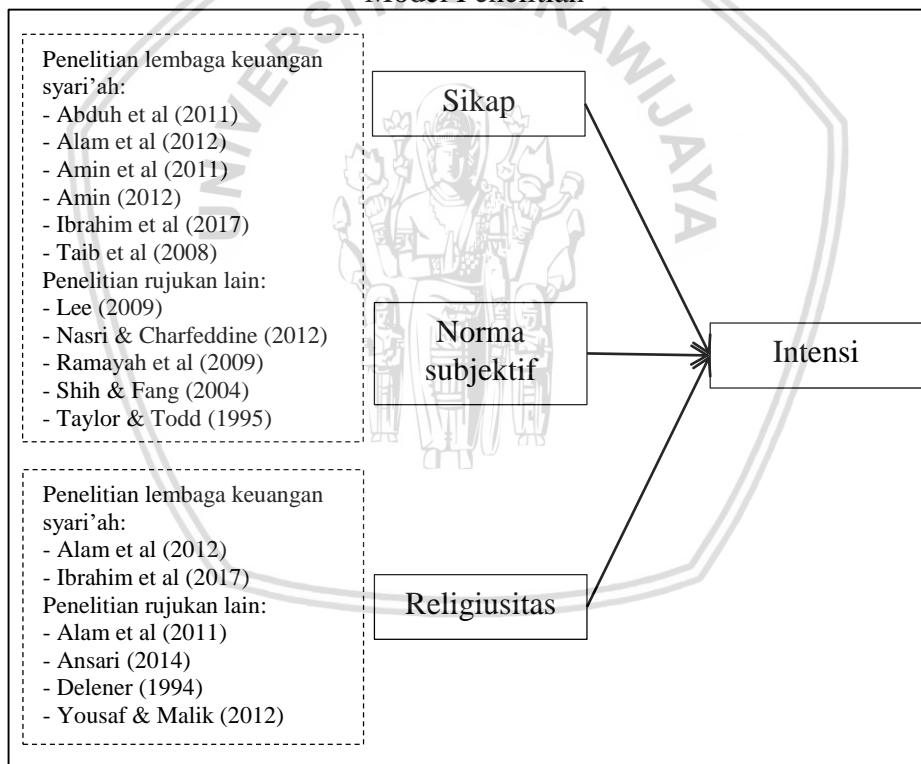 Model Penelitian
UNIVERSITAS BRAWIJAYA
Penelitian lembaga keuangan
syari’ah:
- Abduh et al (2011)
- Alam et al (2012)
- Amin et al (2011)
- Amin (2012)
- Ibrahim et al (2017)
- Taib et al (2008)
Penelitian rujukan lain:
- Lee (2009)
- Nasri & Charfeddine (2012)
- Ramayah et al (2009)
- Shih & Fang (2004)
- Taylor & Todd (1995)
Sikap
Norma
subjektif
Intensi
Penelitian lembaga keuangan
syari’ah:
- Alam et al (2012)
- Ibrahim et al (2017)
Penelitian rujukan lain:
- Alam et al (2011)
- Ansari (2014)
- Delener (1994)
- Yousaf & Malik (2012)
Religiusitas